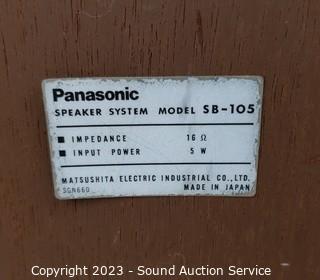 Panasonic
SPEAKER SYSTEM MODEL SB-105
■ IMPEDANCE 16 Ω
■ INPUT POWER 5 W
MATSUSHITA ELECTRIC INDUSTRIAL CO., LTD.
SGN660 MADE IN JAPAN
Copyright 2023 - Sound Auction Service